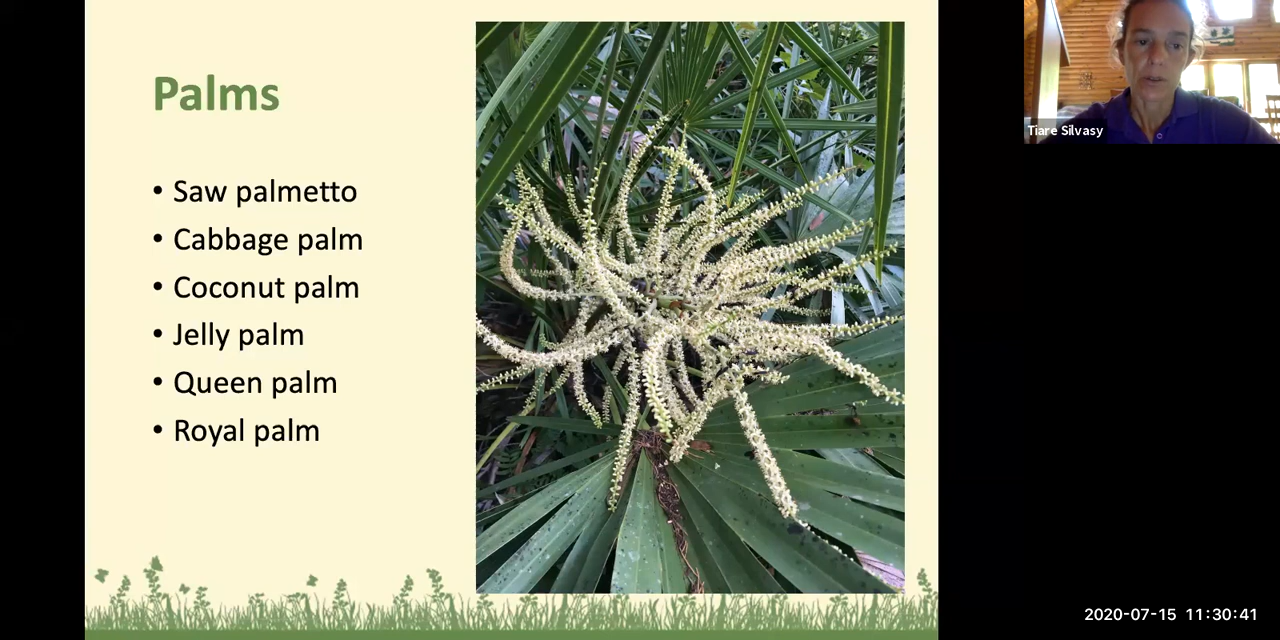 Palms
• Saw palmetto
• Cabbage palm
• Coconut palm
• Jelly palm
• Queen palm
• Royal palm
Tiare Silvasy
2020-07-15 11:30:41